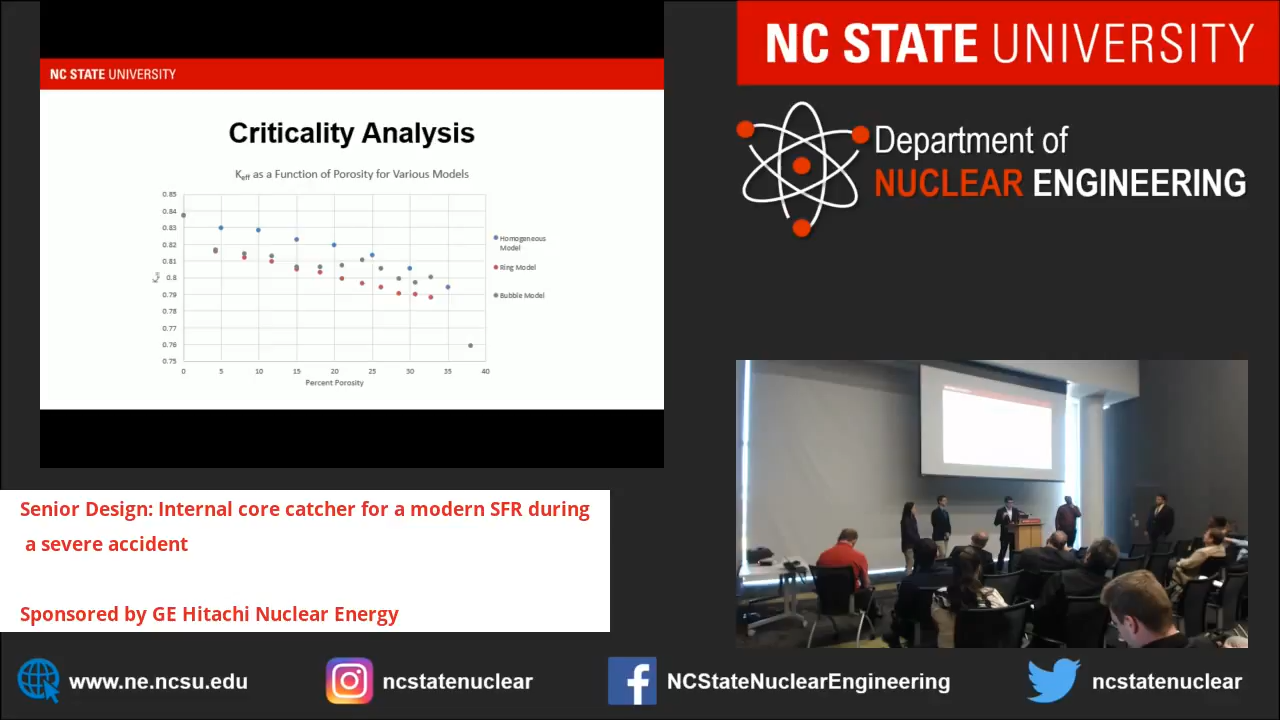 NC STATE UNIVERSITY
Criticality Analysis
Keff as a Function of Porosity for Various Models
0.85
0.84
0.83
0.82
0.81
0.8
0.79
0.78
0.77
0.76
0.75
Keff
0 5 10 15 20 25 30 35 40
Percent Porosity
Homogeneous
Model
Ring Model
Bubble Model
NC STATE UNIVERSITY
Department of
NUCLEAR ENGINEERING
Senior Design: Internal core catcher for a modern SFR during
a severe accident
Sponsored by GE Hitachi Nuclear Energy
www.ne.ncsu.edu
ncstatenuclear
NCStateNuclearEngineering
ncstatenuclear